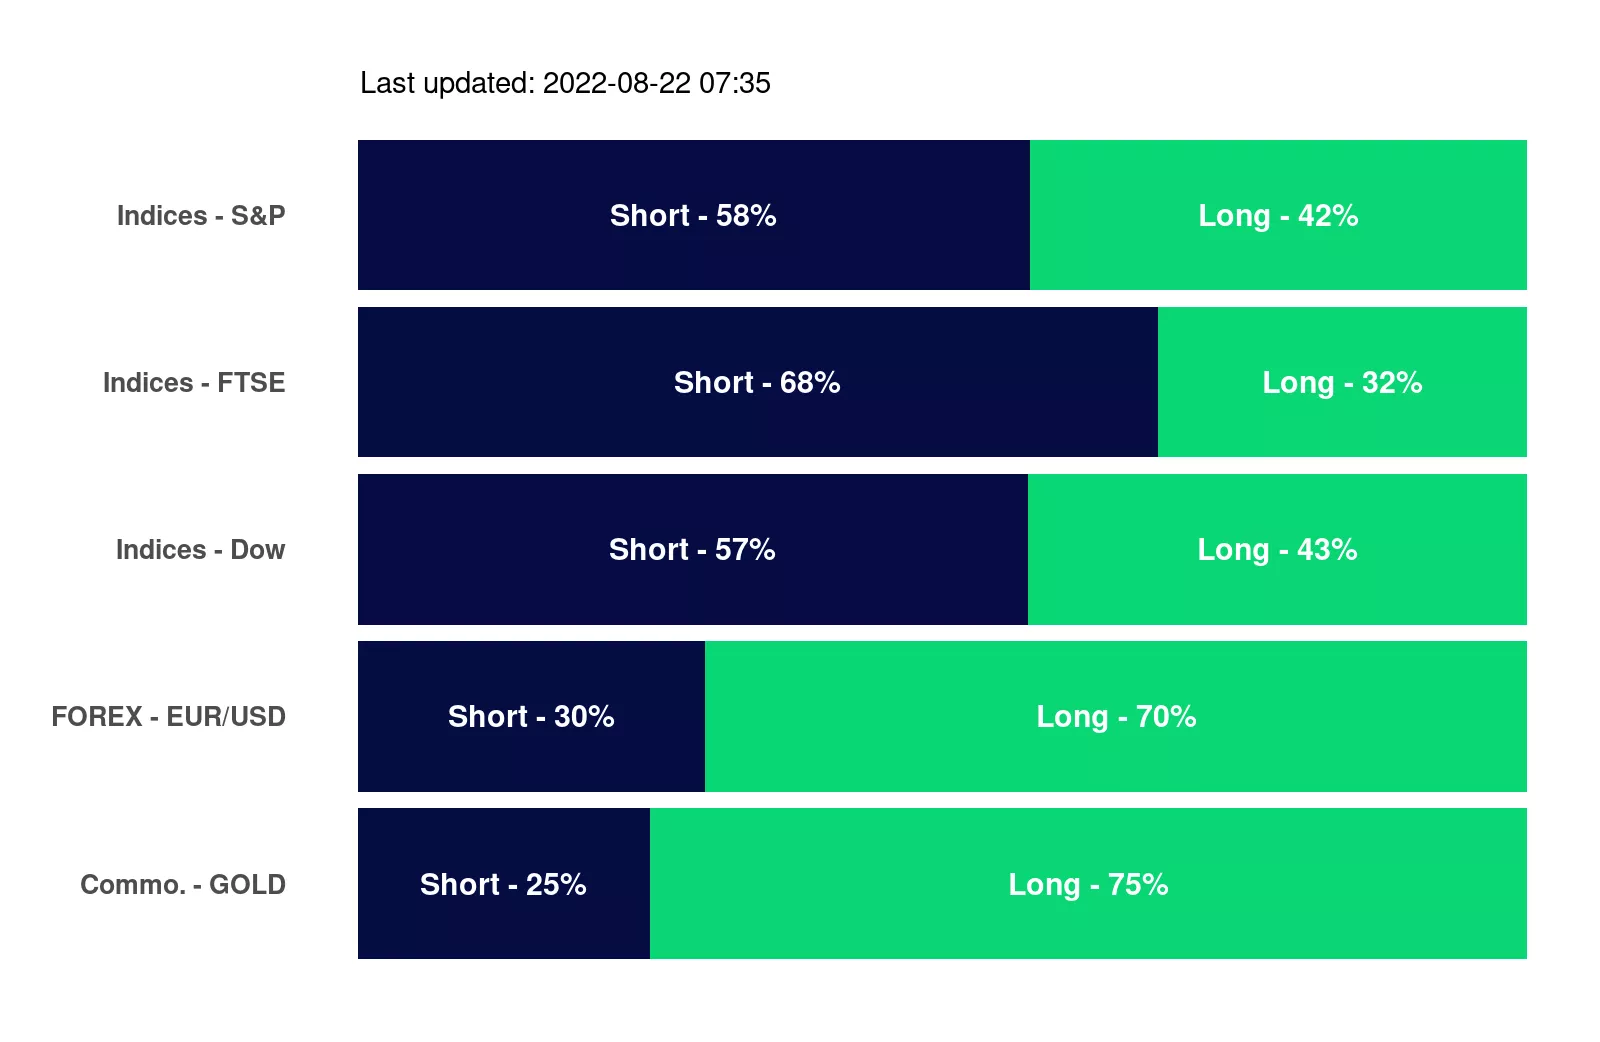 Last updated: 2022-08-22 07:35
Indices - S&P Short - 58% Long - 42%
Indices - FTSE Short - 68% Long - 32%
Indices - Dow Short - 57% Long - 43%
FOREX - EUR/USD Short - 30% Long - 70%
Commo. - GOLD Short - 25% Long - 75%